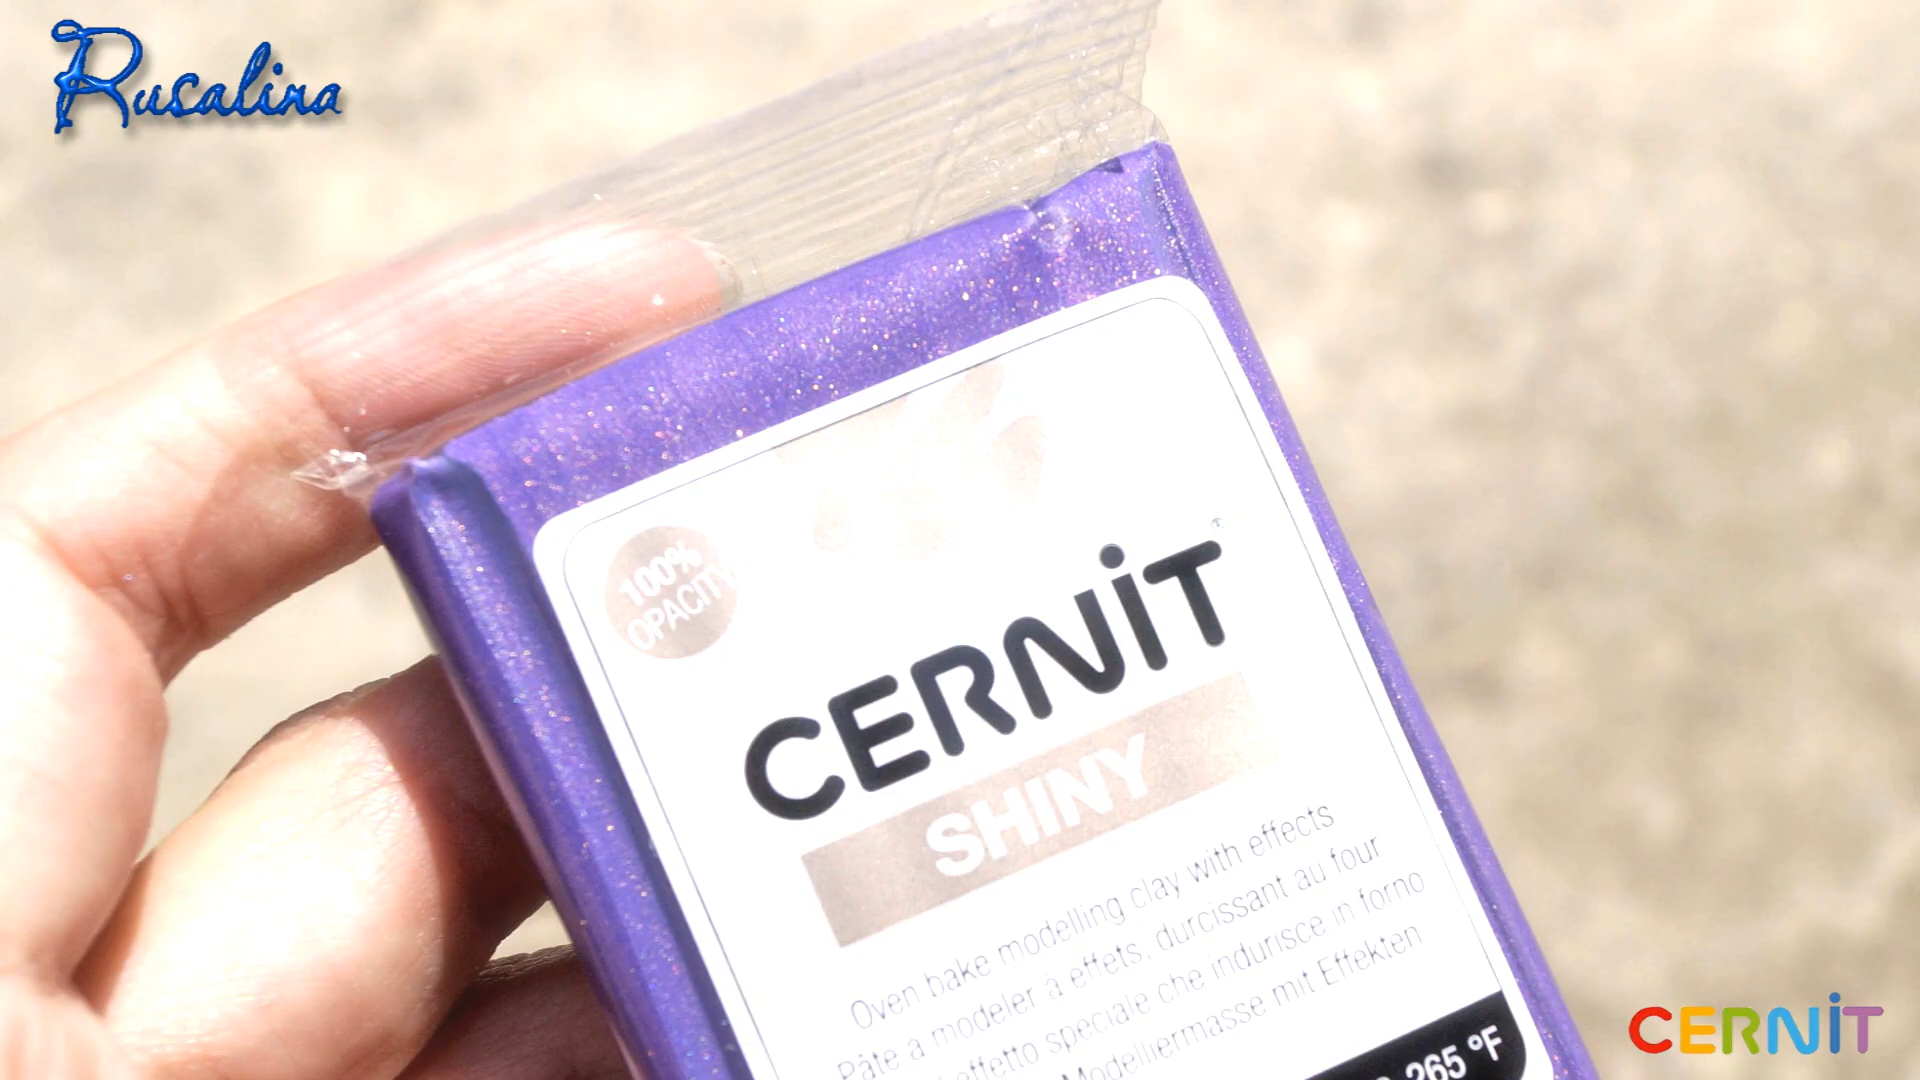 Rusalina
100%
OPACITY
CERNIT®
SHINY
Oven bake modelling clay with effects
Pâte à modeler à effets, durcissant au four
effetto speciale che indurisce in forno
Modelliermasse mit Effekten
265 °F
CERNIT